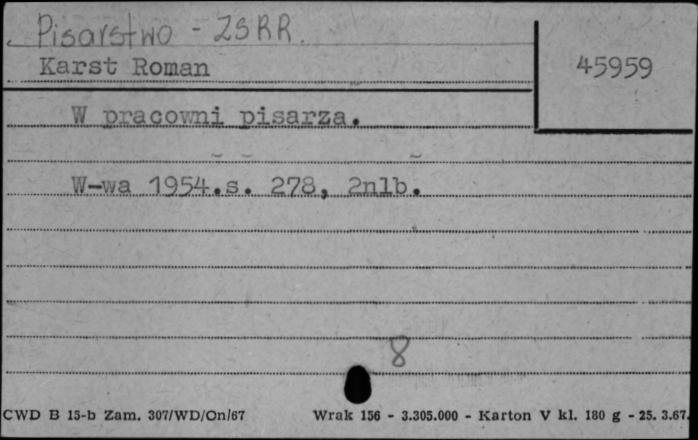 Pisarstwo - ZSRR.
Karst Roman
45959
W pracowni pisarza.
W-wa 1954.s. 278, 2nlb.
8
CWD B 15-b Zam. 307/WD/On/67 Wrak 156 - 3.305.000 - Karton V kl. 180 g - 25. 3.67.